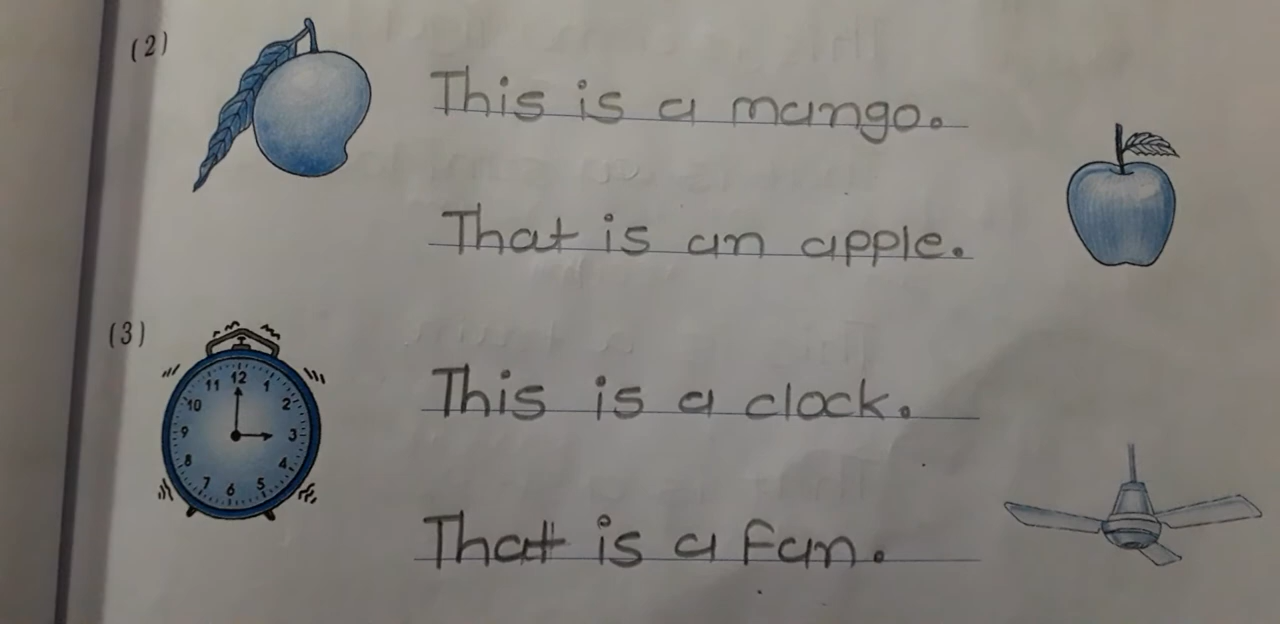 (2)
This is a mango.
That is an apple.
(3)
This is a clock.
That is a fan.
12
11 1
10 2
9 3
8 4
7 6 5